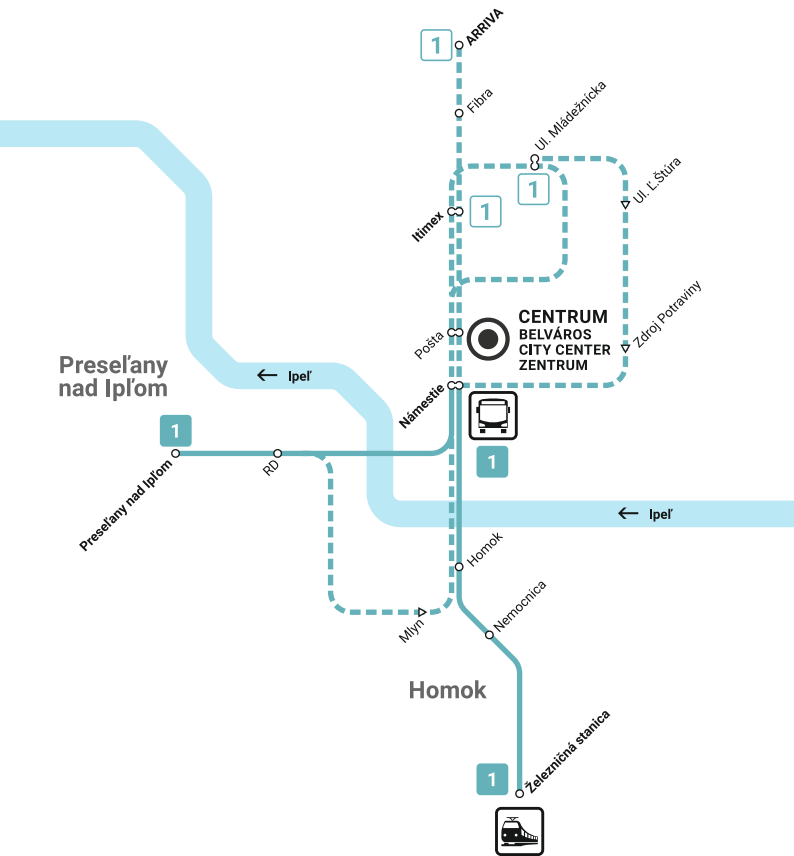 1
ARRIVA
Fibra
Ul. Mládežnícka
1
Ul. Ľ.Štúra
Itimex
1
Pošta
CENTRUM
BELVÁROS
CITY CENTER
ZENTRUM
Zdroj Potraviny
Preseľany
nad Ipľom
← Ipeľ
Námestie
1
1
Preseľany nad Ipľom
RD
← Ipeľ
Homok
Mlyn
Nemocnica
Homok
1
Železničná stanica